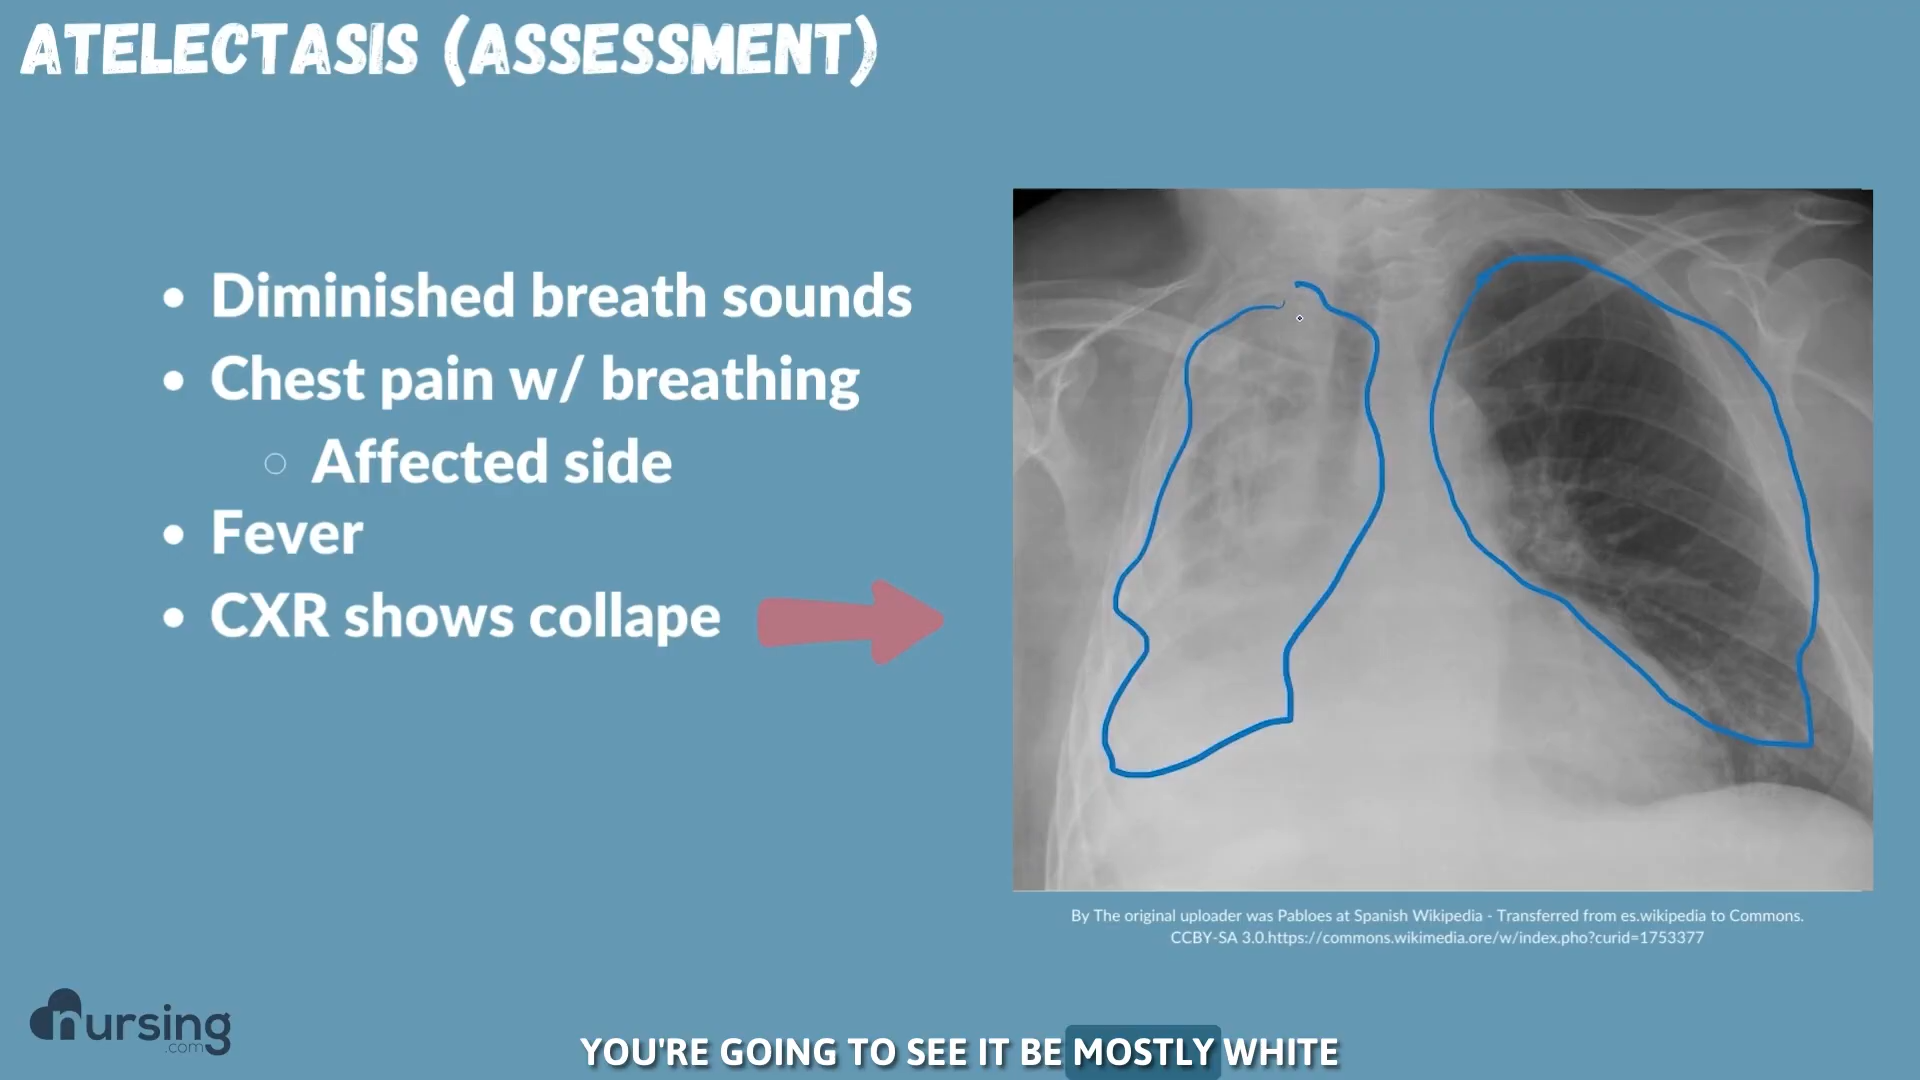 ATELECTASIS (ASSESSMENT)
• Diminished breath sounds
• Chest pain w/ breathing
○ Affected side
• Fever
• CXR shows collape
By The original uploader was Pabloes at Spanish Wikipedia - Transferred from es.wikipedia to Commons.
CCBY-SA 3.0.https://commons.wikimedia.ore/w/index.pho?curid=1753377
nursing
.com
YOU'RE GOING TO SEE IT BE MOSTLY WHITE